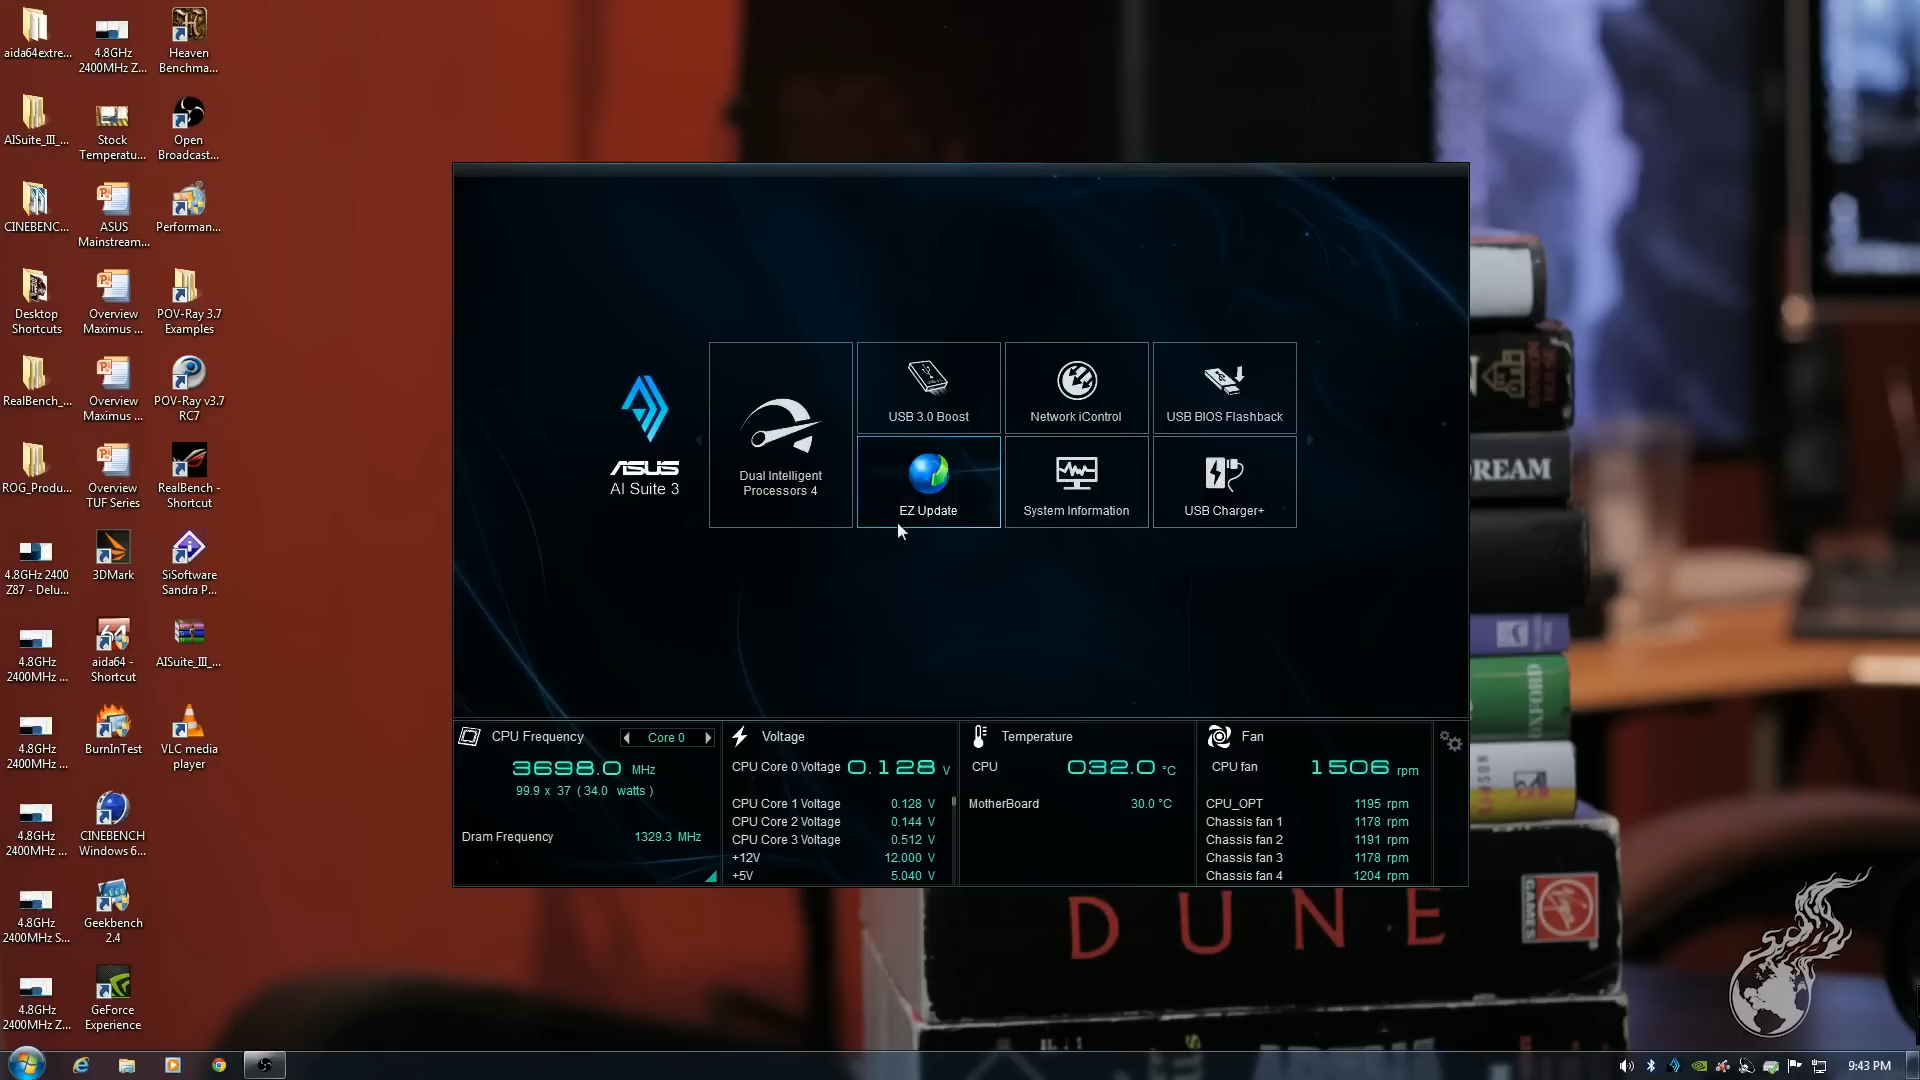 aida64extre...
4.8GHz
2400MHz Z...
Heaven
Benchma...
AISuite_III_...
Stock
Temperatu...
Open
Broadcast...
CINEBENC...
ASUS
Mainstream...
Performan...
Desktop
Shortcuts
Overview
Maximus ...
POV-Ray 3.7
Examples
RealBench_...
Overview
Maximus ...
POV-Ray v3.7
RC7
ROG_Produ...
Overview
TUF Series
RealBench -
Shortcut
4.8GHz 2400
Z87 - Delu...
3DMark
SiSoftware
Sandra P...
4.8GHz
2400MHz ...
64
aida64 -
Shortcut
AISuite_III_...
4.8GHz
2400MHz ...
BurnInTest
VLC media
player
4.8GHz
2400MHz ...
CINEBENCH
Windows 6...
4.8GHz
2400MHz S...
Geekbench
2.4
4.8GHz
2400MHz Z...
GeForce
Experience
ASUS
AI Suite 3
Dual Intelligent
Processors 4
USB 3.0 Boost
Network iControl
USB BIOS Flashback
EZ Update
System Information
USB Charger+
CPU Frequency
Core 0
3698.0 MHz
99.9 x 37 ( 34.0 watts )
Dram Frequency 1329.3 MHz
Voltage
CPU Core 0 Voltage 0.128 V
CPU Core 1 Voltage 0.128 V
CPU Core 2 Voltage 0.144 V
CPU Core 3 Voltage 0.512 V
+12V 12.000 V
+5V 5.040 V
Temperature
CPU 032.0 °C
MotherBoard 30.0 °C
Fan
CPU fan 1506 rpm
CPU_OPT 1195 rpm
Chassis fan 1 1178 rpm
Chassis fan 2 1191 rpm
Chassis fan 3 1178 rpm
Chassis fan 4 1204 rpm
RANDOM
HOUSE
DREAM
OXFORD
DUNE
GAMES
9:43 PM